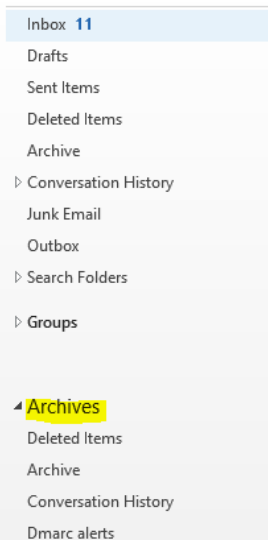 Inbox 11
Drafts
Sent Items
Deleted Items
Archive
Conversation History
Junk Email
Outbox
Search Folders
Groups
Archives
Deleted Items
Archive
Conversation History
Dmarc alerts